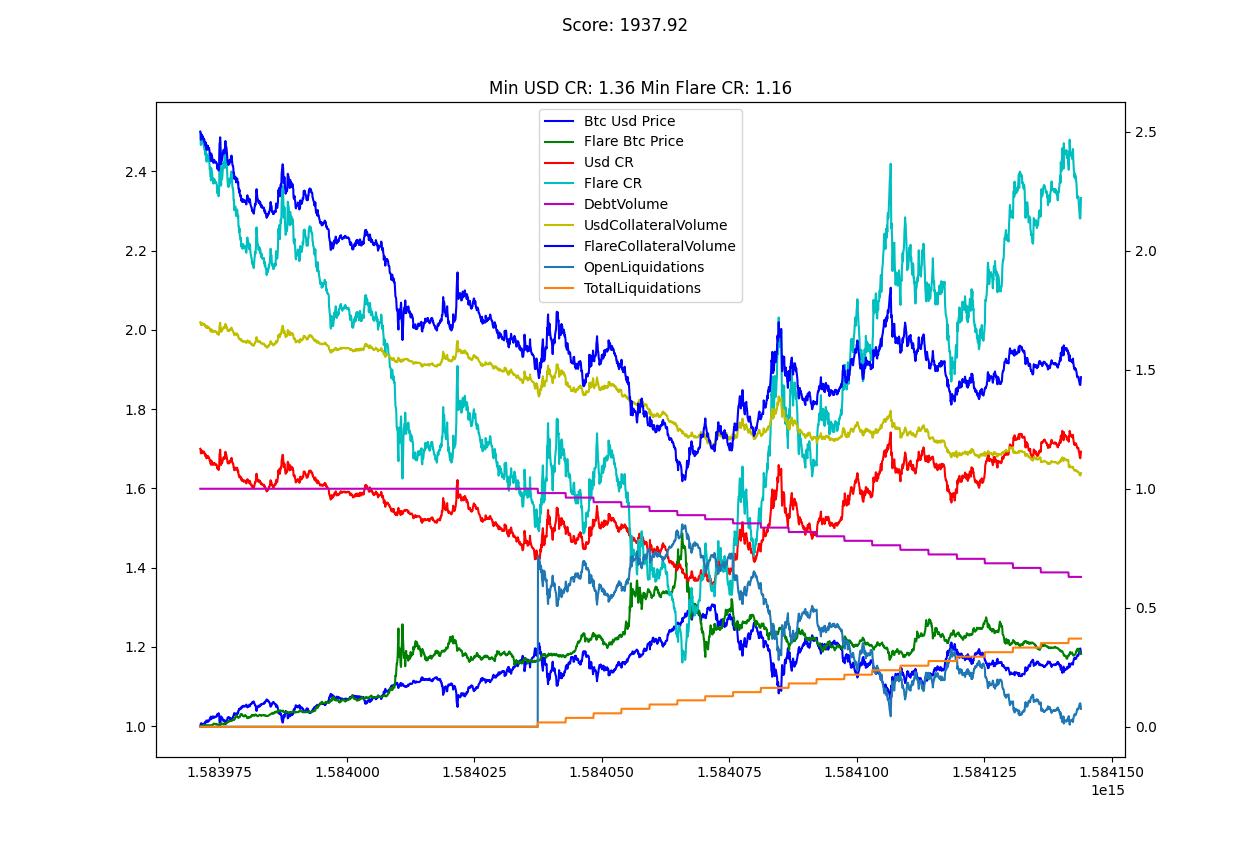 Score: 1937.92
Min USD CR: 1.36 Min Flare CR: 1.16
Btc Usd Price
Flare Btc Price
Usd CR
Flare CR
DebtVolume
UsdCollateralVolume
FlareCollateralVolume
OpenLiquidations
TotalLiquidations
2.4
2.2
2.0
1.8
1.6
1.4
1.2
1.0
2.5
2.0
1.5
1.0
0.5
0.0
1.583975
1.584000
1.584025
1.584050
1.584075
1.584100
1.584125
1.584150
1e15